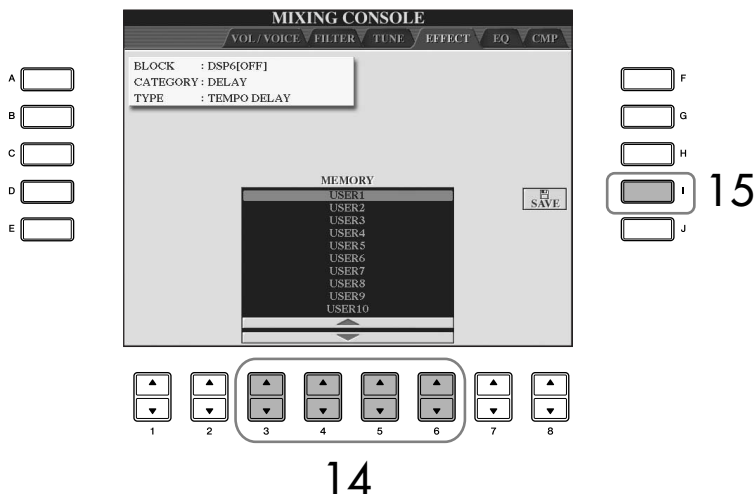 MIXING CONSOLE
VOL/VOICE FILTER TUNE EFFECT EQ CMP
BLOCK : DSP6[OFF]
CATEGORY : DELAY
TYPE : TEMPO DELAY
A
B
C
D
E
MEMORY
USER1
USER2
USER3
USER4
USER5
USER6
USER7
USER8
USER9
USER10
SAVE
F
G
H
I
J
15
1 2 3 4 5 6 7 8
14